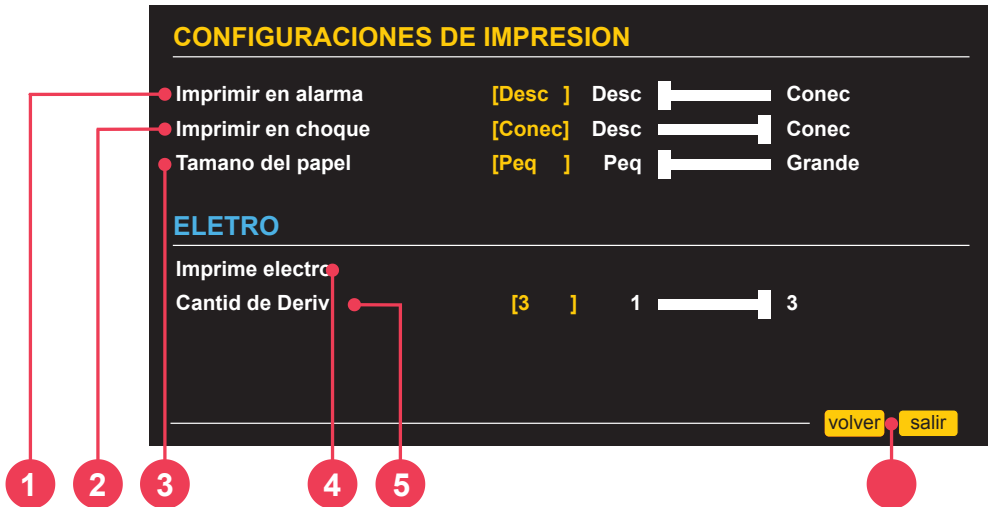 CONFIGURACIONES DE IMPRESION
Imprimir en alarma [Desc ] Desc Conec
Imprimir en choque [Conec] Desc Conec
Tamano del papel [Peq ] Peq Grande
ELETRO
Imprime electro
Cantid de Deriv [3 ] 1 3
volver salir
1 2 3 4 5